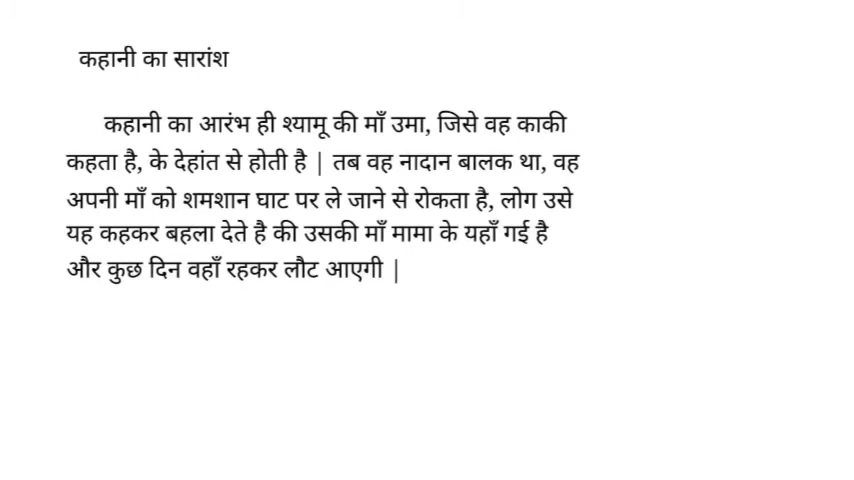 कहानी का सारांश
कहानी का आरंभ ही श्यामू की माँ उमा, जिसे वह काकी
कहता है, के देहांत से होती है | तब वह नादान बालक था, वह
अपनी माँ को शमशान घाट पर ले जाने से रोकता है, लोग उसे
यह कहकर बहला देते है की उसकी माँ मामा के यहाँ गई है
और कुछ दिन वहाँ रहकर लौट आएगी |